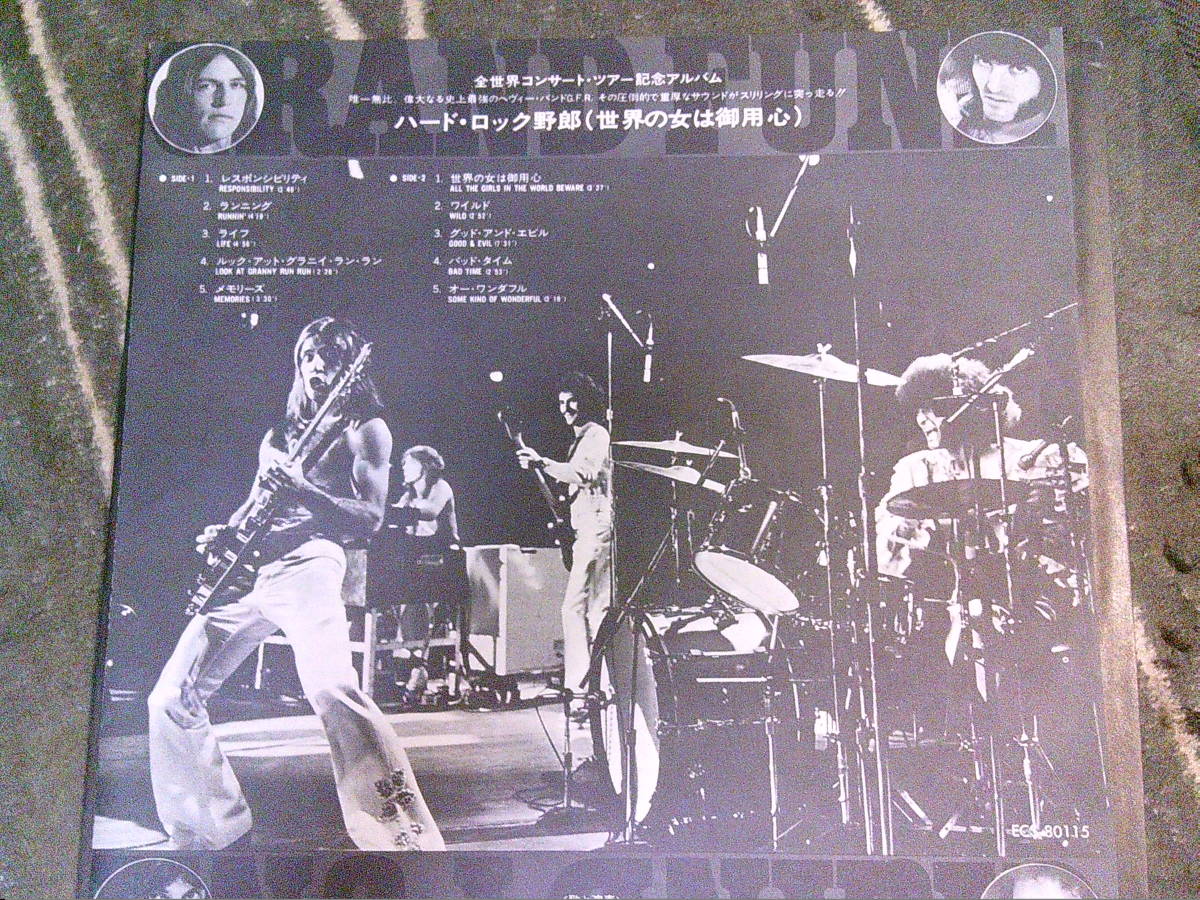 RAND FUN
全世界コンサート・ツアー記念アルバム
唯一無比、偉大なる史上最強のヘヴィー・バンドG.F.R. その圧倒的で重厚なサウンドがスリリングに突っ走る!!
ハード・ロック野郎(世界の女は御用心)
● SIDE・1 1. レスポンシビリティ
RESPONSIBILITY
2. ランニング
RUNNIN' (4'19")
3. ライフ
LIFE (4'56")
4. ルック・アット・グラニイ・ラン・ラン
LOOK AT GRANNY RUN RUN (2'26")
5. メモリーズ
MEMORIES (3'30")
● SIDE・2 1. 世界の女は御用心
ALL THE GIRLS IN THE WORLD BEWARE (3'27")
2. ワイルド
WILD (2'52")
3. グッド・アンド・エビル
GOOD & EVIL (7'31")
4. バッド・タイム
BAD TIME (2'53")
5. オー・ワンダフル
SOME KIND OF WONDERFUL (3'16")
ECS-80115